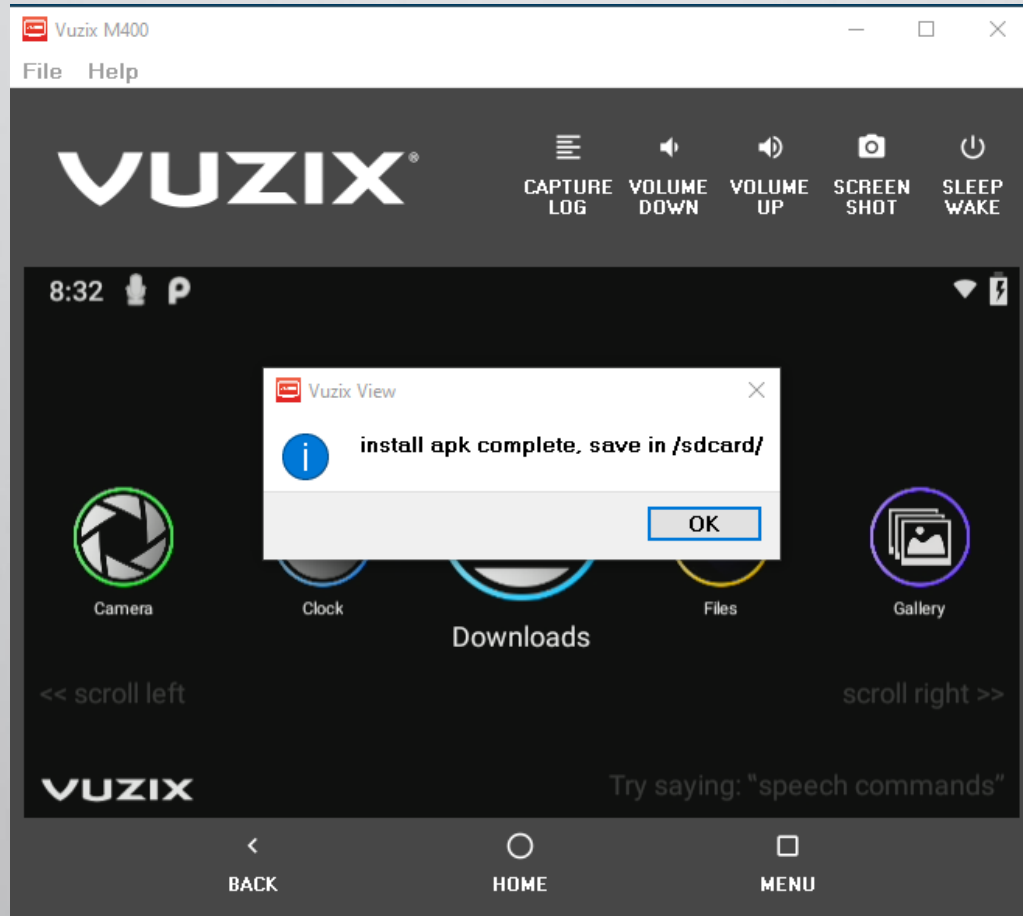 Vuzix M400
File Help
VUZIX®
CAPTURE LOG
VOLUME DOWN
VOLUME UP
SCREEN SHOT
SLEEP WAKE
8:32
Vuzix View
install apk complete, save in /sdcard/
OK
Camera
Clock
Downloads
Files
Gallery
<< scroll left
scroll right >>
VUZIX
Try saying: "speech commands"
BACK
HOME
MENU